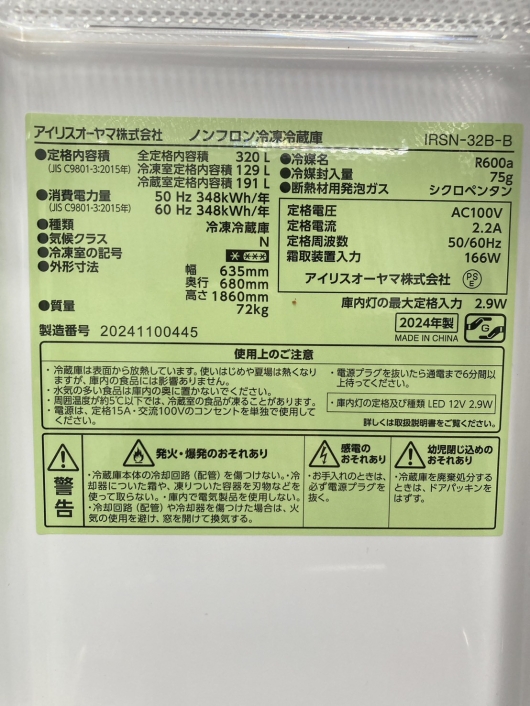 アイリスオーヤマ株式会社 ノンフロン冷凍冷蔵庫 IRSN-32B-B
●定格内容積 全定格内容積 320 L
(JIS C9801-3:2015年) 冷凍室定格内容積 129 L
冷蔵室定格内容積 191 L
●消費電力量 50 Hz 348kWh/年
(JIS C9801-3:2015年) 60 Hz 348kWh/年
●種類 冷凍冷蔵庫
●気候クラス N
●冷凍室の記号 * ***
●外形寸法 幅 635mm
奥行 680mm
高さ 1860mm
●質量 72kg
製造番号 20241100445
●冷媒名 R600a
●冷媒封入量 75g
●断熱材用発泡ガス シクロペンタン
定格電圧 AC100V
定格電流 2.2A
定格周波数 50/60Hz
霜取装置入力 166W
アイリスオーヤマ株式会社 PSE
庫内灯の最大定格入力 2.9W
2024年製
MADE IN CHINA
G
使用上のご注意
・冷蔵庫は表面から放熱しています。使いはじめや夏場は熱くなり
ますが、庫内の食品には影響ありません。
・水気の多い食品は庫内の奥に置かないでください。
・周囲温度が約5℃以下では、冷蔵室の食品が凍ることがあります。
・電源は、定格15A・交流100Vのコンセントを単独で使用して
ください。
・電源プラグを抜いたら通電まで6分間以
上待ってください。
・庫内灯の定格及び種類 LED 12V 2.9W
詳しくは取扱説明書をご覧ください。
警告
発火・爆発のおそれあり
・冷蔵庫本体の冷却回路(配管)を傷つけない。・冷
却器についた霜や、凍りついた容器を刃物などを
使って取らない。・庫内で電気製品を使用しない。
・冷却回路(配管)や冷却器を傷つけた場合は、火
気の使用を避け、窓を開けて換気する。
感電の
おそれあり
・お手入れのときは、
必ず電源プラグを
抜く。
幼児閉じ込めの
おそれあり
・冷蔵庫を廃棄処分する
ときは、ドアパッキンを
はずす。